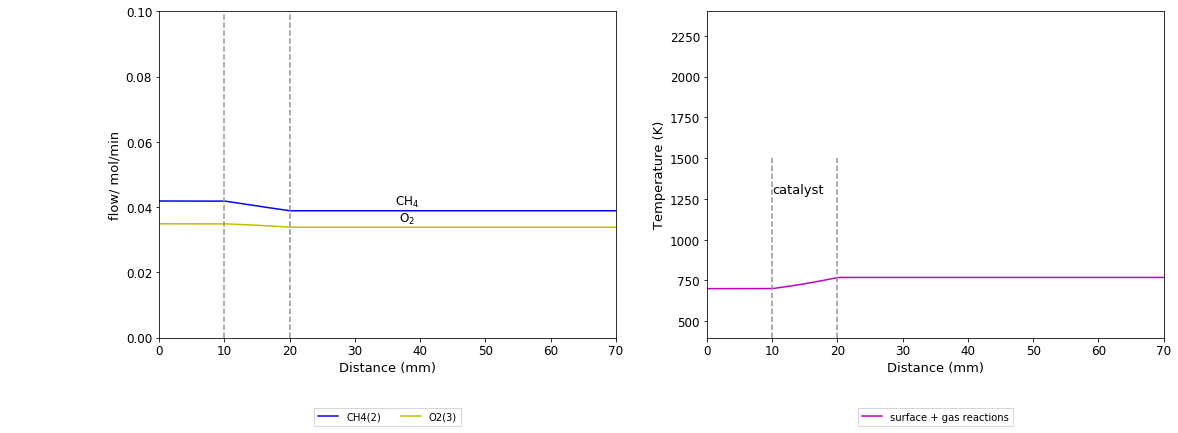 0.10
0.08
0.06
0.04
0.02
0.00
flow/ mol/min
CH₄
O₂
0 10 20 30 40 50 60 70
Distance (mm)
CH4(2) O2(3)
2250
2000
1750
1500
1250
1000
750
500
Temperature (K)
catalyst
0 10 20 30 40 50 60 70
Distance (mm)
surface + gas reactions